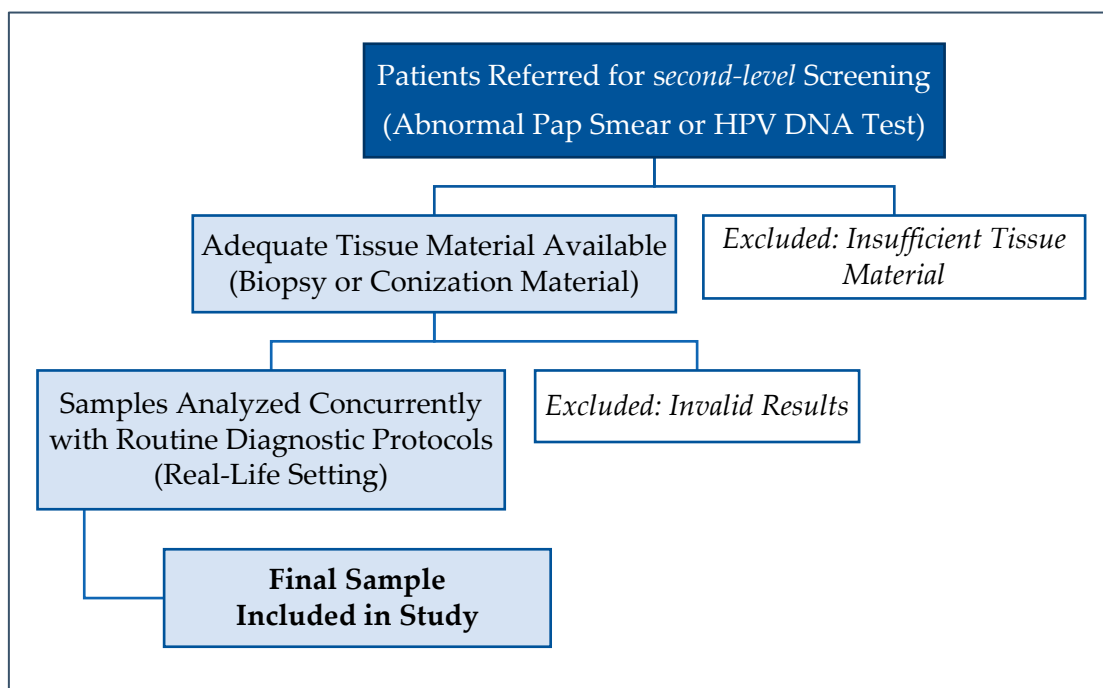 Patients Referred for second-level Screening
(Abnormal Pap Smear or HPV DNA Test)
Adequate Tissue Material Available
(Biopsy or Conization Material)
Excluded: Insufficient Tissue
Material
Samples Analyzed Concurrently
with Routine Diagnostic Protocols
(Real-Life Setting)
Excluded: Invalid Results
Final Sample
Included in Study